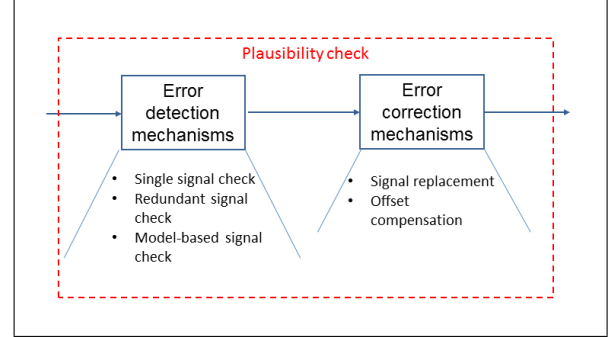 Plausibility check
Error
detection
mechanisms
Error
correction
mechanisms
• Single signal check
• Redundant signal
check
• Model-based signal
check
• Signal replacement
• Offset
compensation